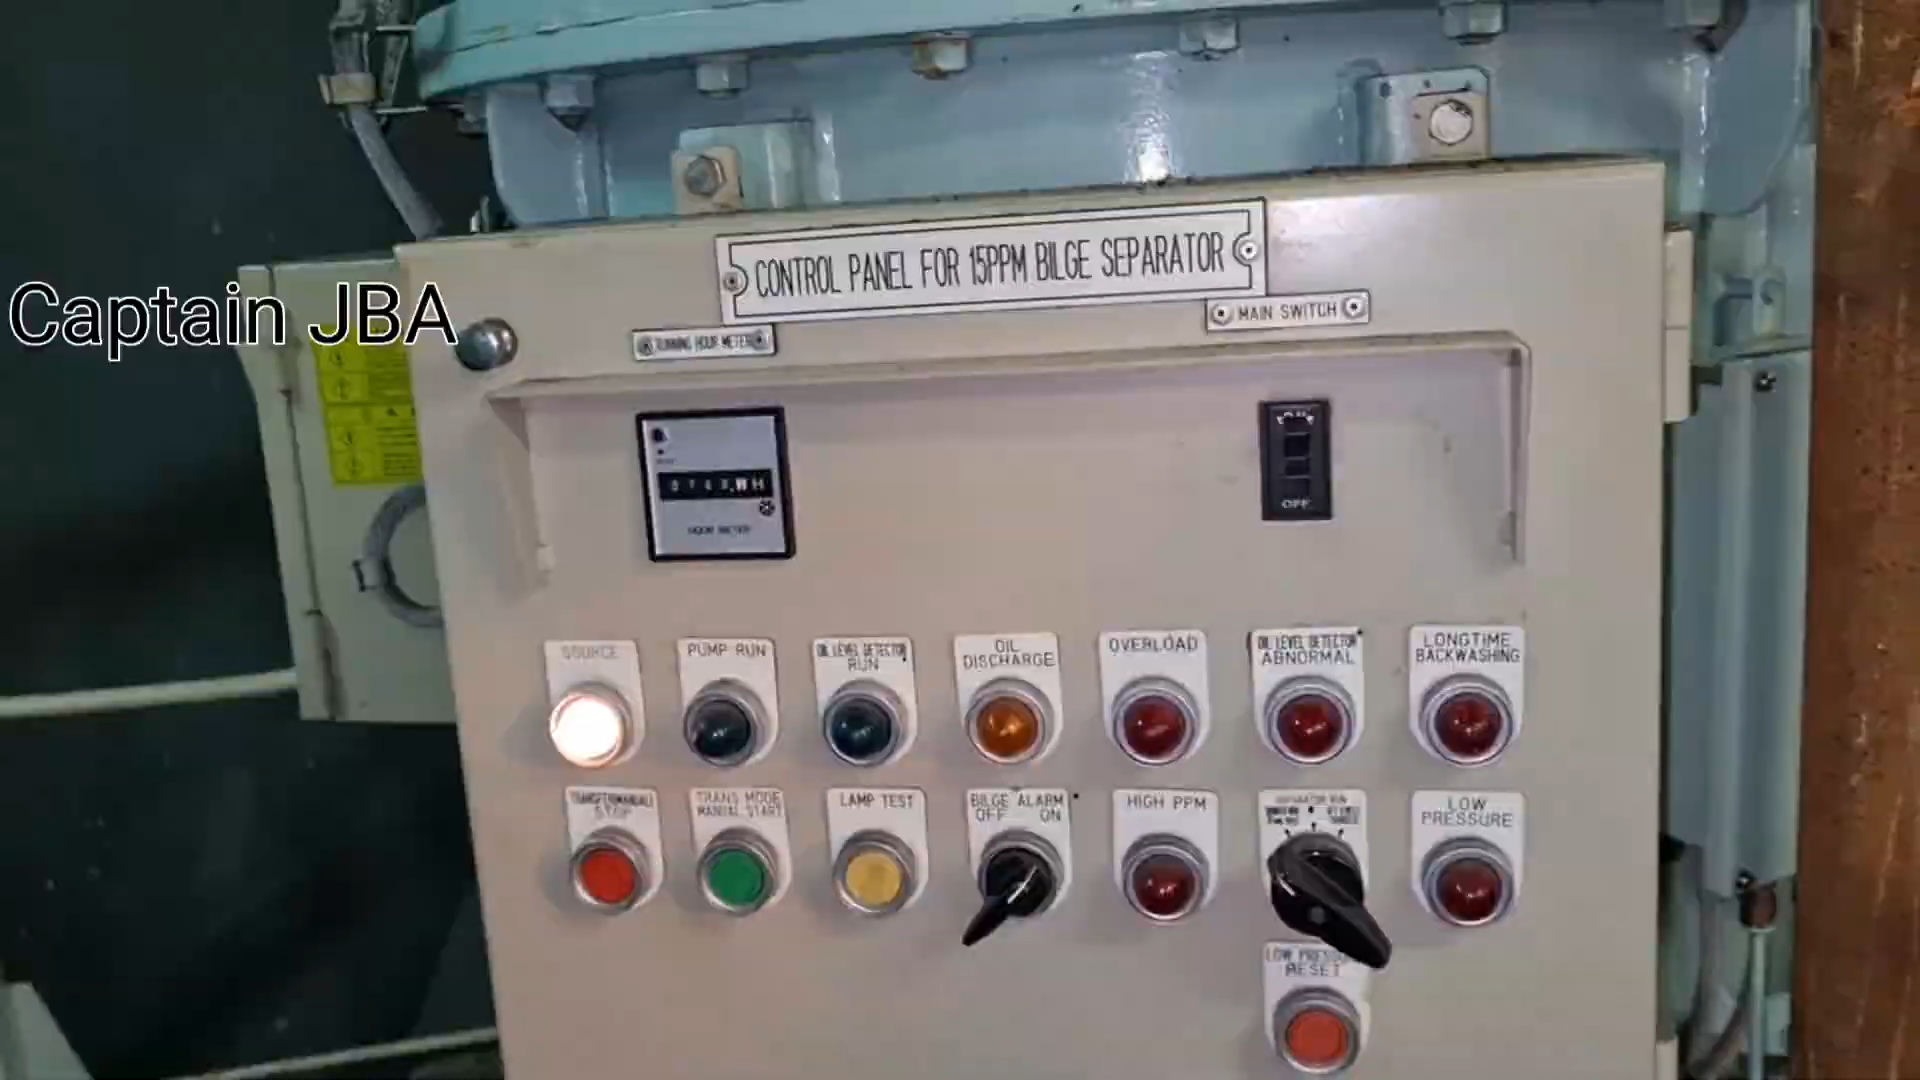 CONTROL PANEL FOR 15PPM BILGE SEPARATOR
Captain JBA
RUNNING HOUR METER
MAIN SWITCH
HOUR METER
OFF
SOURCE
PUMP RUN
OIL LEVEL DETECTOR
RUN
OIL
DISCHARGE
OVERLOAD
OIL LEVEL DETECTOR
ABNORMAL
LONGTIME
BACKWASHING
STOP
TRANS MODE
MANUAL START
LAMP TEST
BILGE ALARM
OFF ON
HIGH PPM
LOW
PRESSURE
LOW
RESET